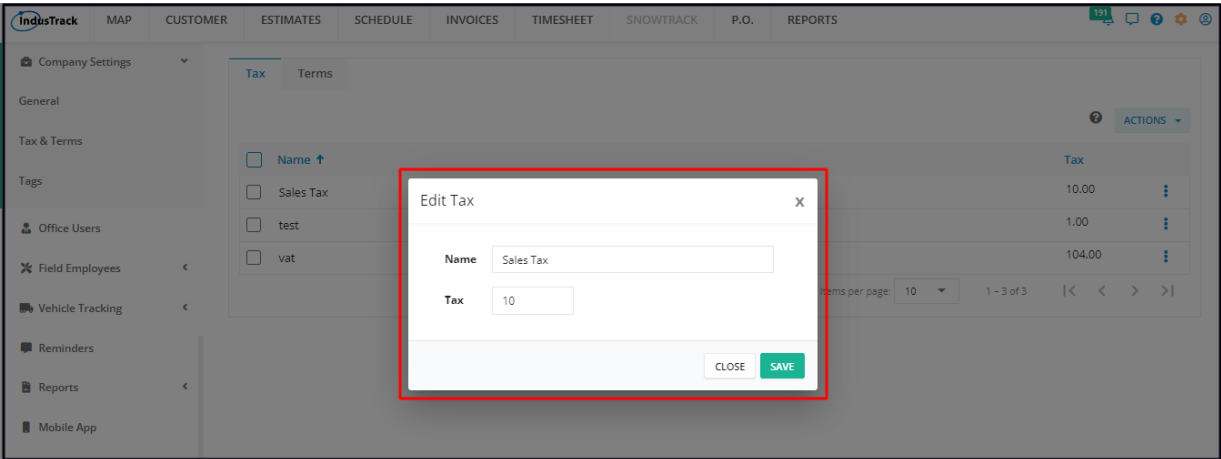 IndusTrack MAP CUSTOMER ESTIMATES SCHEDULE INVOICES TIMESHEET SNOWTRACK P.O. REPORTS 191
Company Settings
General
Tax & Terms
Tags
Office Users
Field Employees
Vehicle Tracking
Reminders
Reports
Mobile App
Tax Terms
ACTIONS
Name Tax
Sales Tax 10.00
test 1.00
vat 104.00
Items per page: 10 1 – 3 of 3
Edit Tax X
Name Sales Tax
Tax 10
CLOSE SAVE